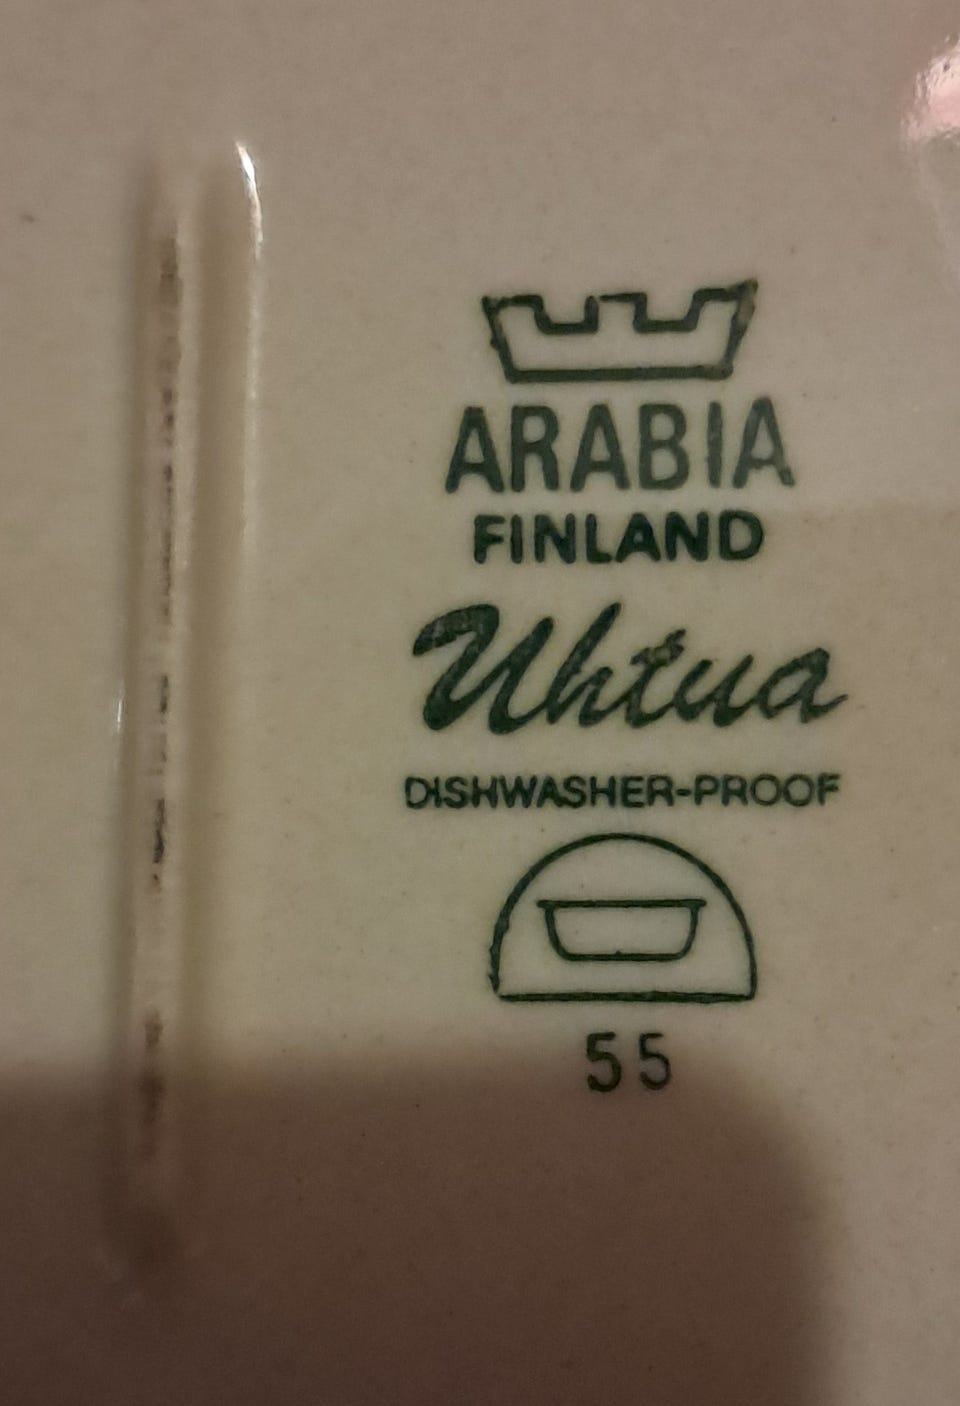 ARABIA
FINLAND
Uhtua
DISHWASHER-PROOF
55